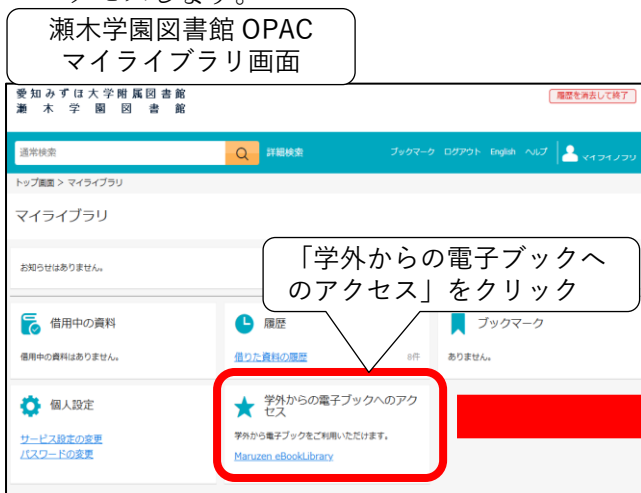 瀬木学園図書館 OPAC
マイライブラリ画面
愛知みずほ大学附属図書館
瀬木学園図書館
履歴を消去して終了
通常検索
詳細検索
ブックマーク ログアウト English ヘルプ マイライブラリ
トップ画面 > マイライブラリ
マイライブラリ
お知らせはありません。
「学外からの電子ブックへ
のアクセス」をクリック
借用中の資料
借用中の資料はありません。
履歴
借りた資料の履歴 0件
ブックマーク
ありません。
個人設定
サービス設定の変更
パスワードの変更
学外からの電子ブックへのアク
セス
学外から電子ブックをご利用いただけます。
Maruzen eBookLibrary